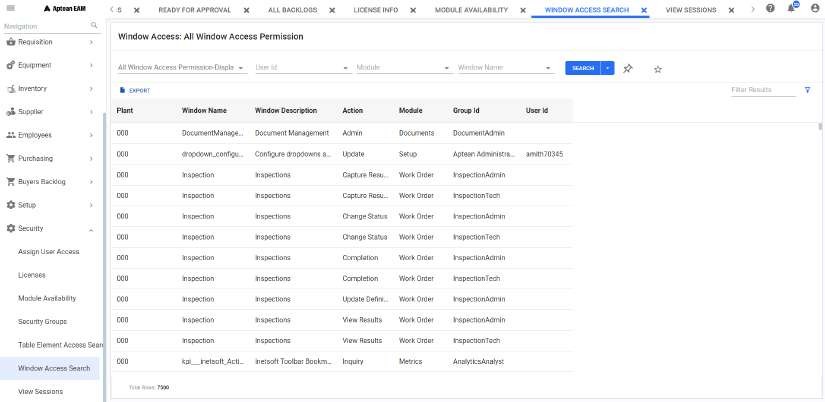 Aptean EAM
S
READY FOR APPROVAL
ALL BACKLOGS
LICENSE INFO
MODULE AVAILABILITY
WINDOW ACCESS SEARCH
VIEW SESSIONS
Navigation
Requisition
Equipment
Inventory
Supplier
Employees
Purchasing
Buyers Backlog
Setup
Security
Assign User Access
Licenses
Module Availability
Security Groups
Table Element Access Sear
Window Access Search
View Sessions
Window Access: All Window Access Permission
All Window Access Permission-Displa User Id Module Window Name SEARCH
EXPORT Filter Results
Plant Window Name Window Description Action Module Group Id User Id
000 DocumentManage... Document Management Admin Documents DocumentAdmin
000 dropdown_configu... Configure dropdowns a... Update Setup Aptean Administra... amith70345
000 Inspection Inspections Capture Resu... Work Order InspectionAdmin
000 Inspection Inspections Capture Resu... Work Order InspectionTech
000 Inspection Inspections Change Status Work Order InspectionAdmin
000 Inspection Inspections Change Status Work Order InspectionTech
000 Inspection Inspections Completion Work Order InspectionAdmin
000 Inspection Inspections Completion Work Order InspectionTech
000 Inspection Inspections Update Defini... Work Order InspectionAdmin
000 Inspection Inspections View Results Work Order InspectionAdmin
000 Inspection Inspections View Results Work Order InspectionTech
000 kpi___inetsoft_Acti... Inetsoft Toolbar Bookm... Inquiry Metrics AnalyticsAnalyst
Total Rows: 7500